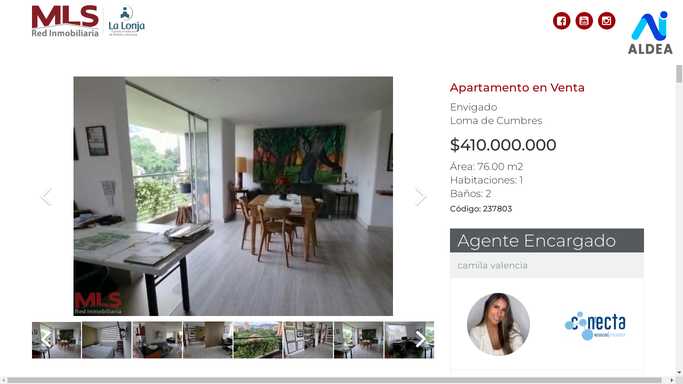 MLS
Red Inmobiliaria
La Lonja
ALDEA
Apartamento en Venta
Envigado
Loma de Cumbres
$410.000.000
Área: 76.00 m2
Habitaciones: 1
Baños: 2
Código: 237803
Agente Encargado
camila valencia
conecta
MLS
Red Inmobiliaria